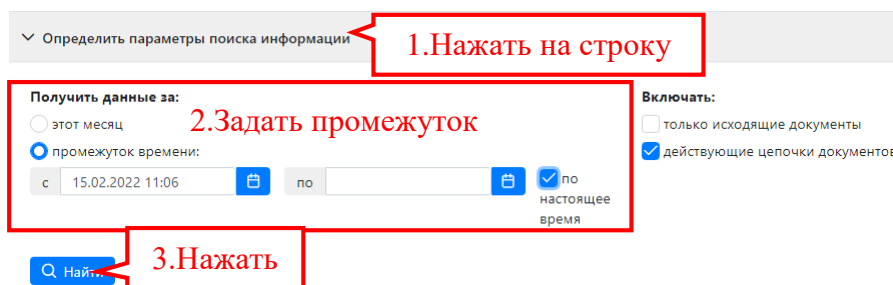 Определить параметры поиска информации
1.Нажать на строку
Получить данные за:
Включать:
этот месяц
2.Задать промежуток
только исходящие документы
промежуток времени:
действующие цепочки документов
с 15.02.2022 11:06 по
по
настоящее
время
3.Нажать
Найти